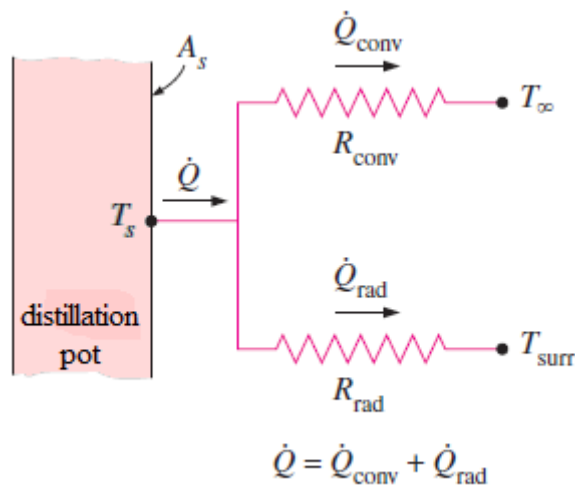 A_s
Q̇_conv
T_∞
R_conv
Q̇
T_s
Q̇_rad
distillation
pot
T_surr
R_rad
Q̇ = Q̇_conv + Q̇_rad